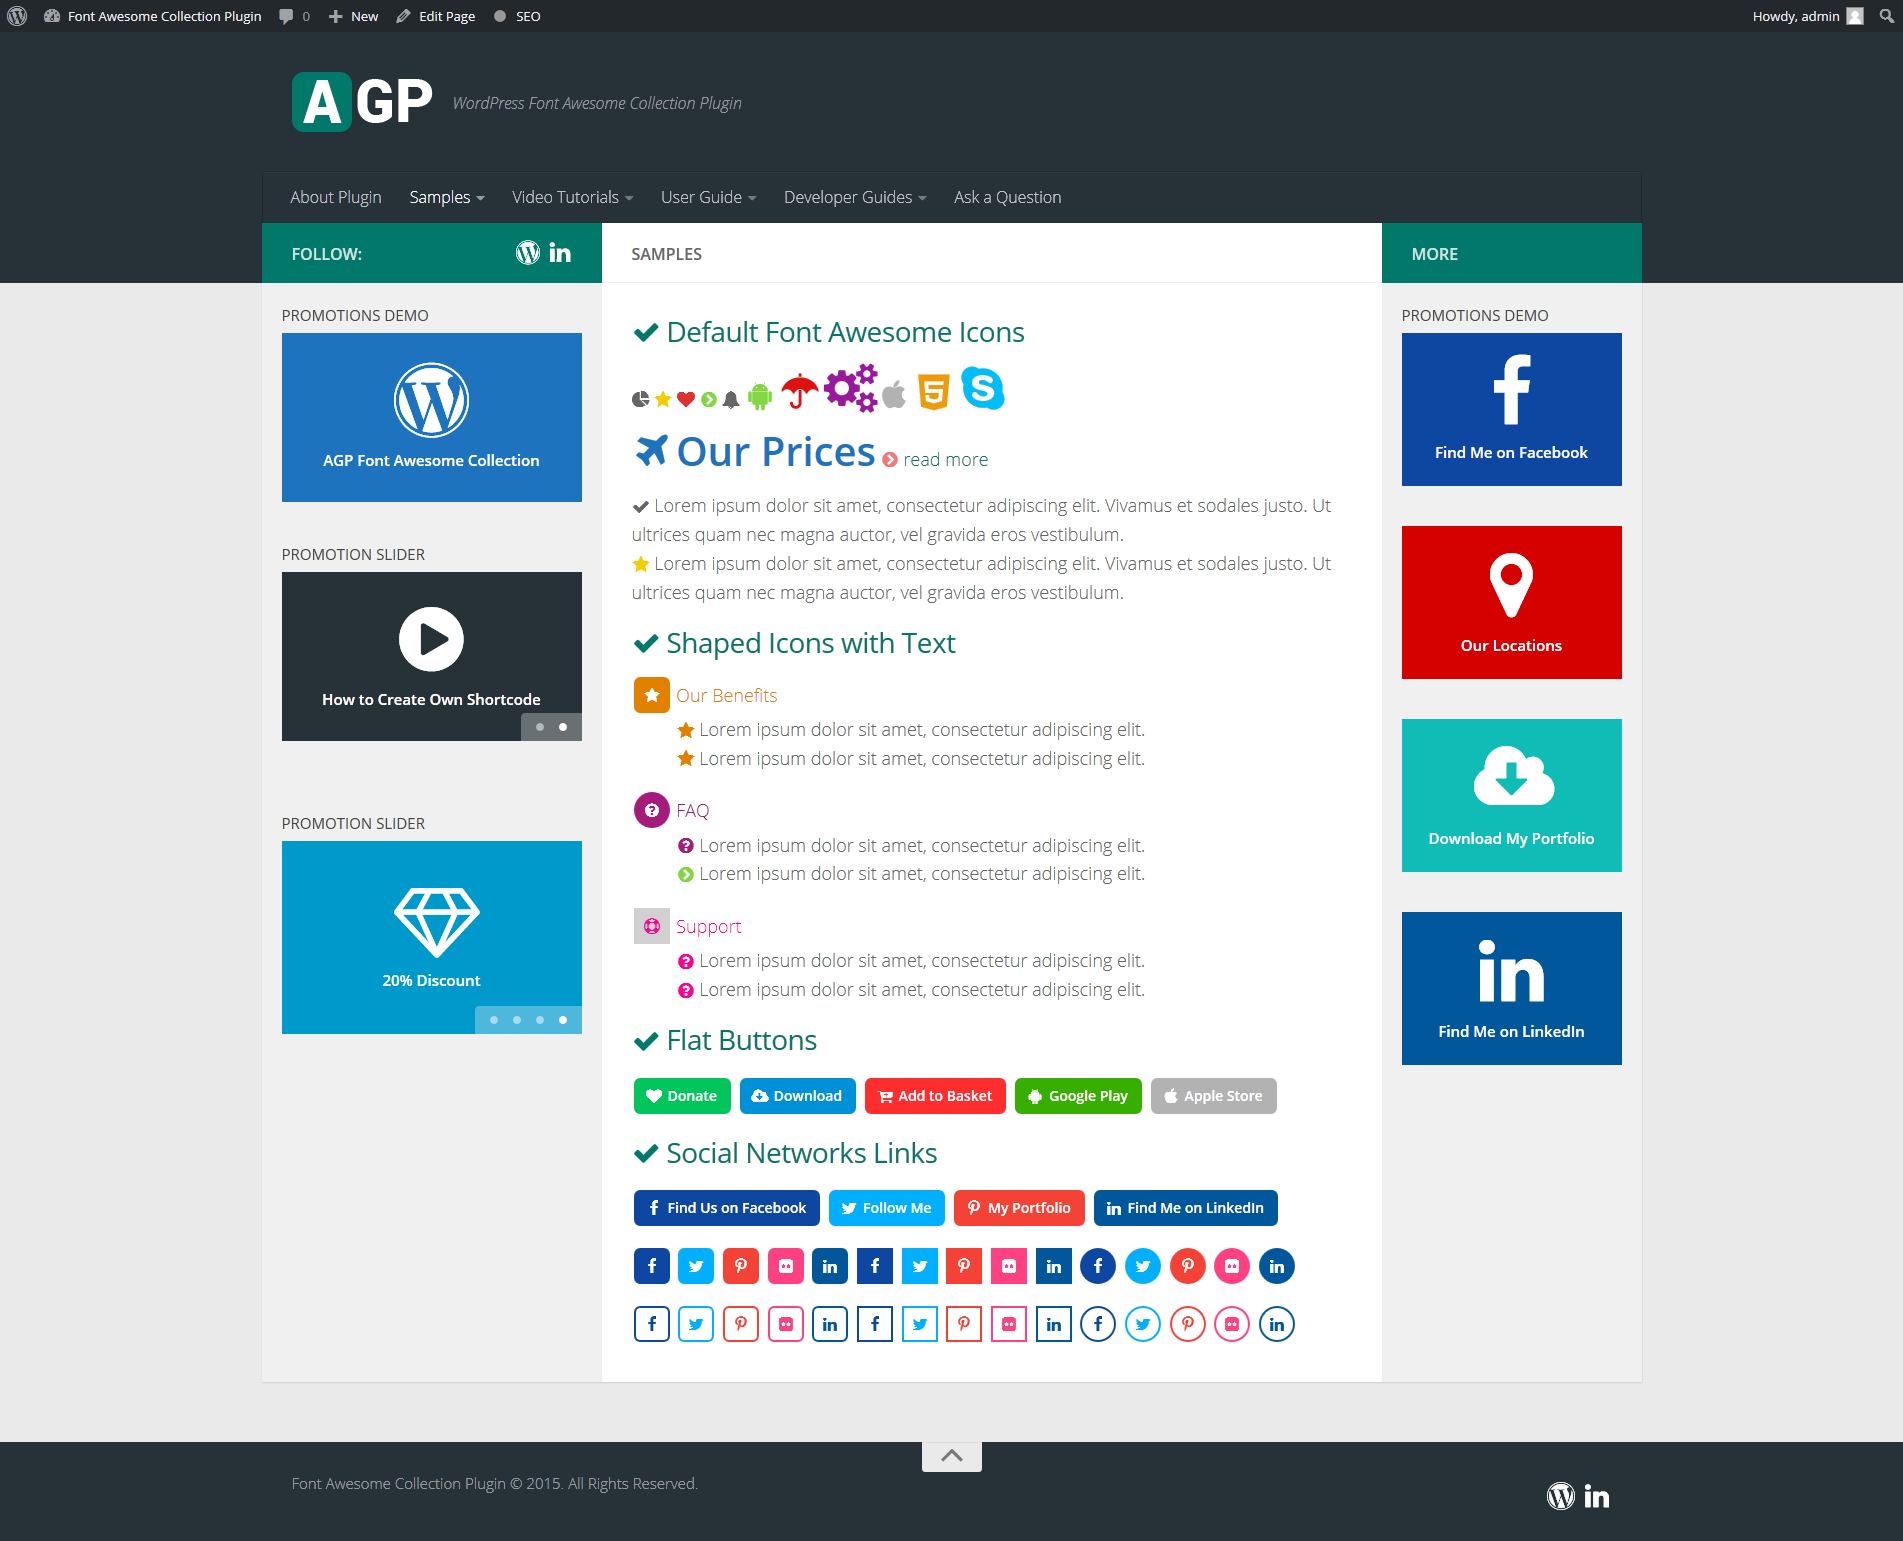 Font Awesome Collection Plugin 0 New Edit Page SEO Howdy, admin
AGP WordPress Font Awesome Collection Plugin
About Plugin Samples Video Tutorials User Guide Developer Guides Ask a Question
FOLLOW:
PROMOTIONS DEMO
AGP Font Awesome Collection
PROMOTION SLIDER
How to Create Own Shortcode
PROMOTION SLIDER
20% Discount
SAMPLES
Default Font Awesome Icons
Our Prices read more
Lorem ipsum dolor sit amet, consectetur adipiscing elit. Vivamus et sodales justo. Ut
ultrices quam nec magna auctor, vel gravida eros vestibulum.
Lorem ipsum dolor sit amet, consectetur adipiscing elit. Vivamus et sodales justo. Ut
ultrices quam nec magna auctor, vel gravida eros vestibulum.
Shaped Icons with Text
Our Benefits
Lorem ipsum dolor sit amet, consectetur adipiscing elit.
Lorem ipsum dolor sit amet, consectetur adipiscing elit.
FAQ
Lorem ipsum dolor sit amet, consectetur adipiscing elit.
Lorem ipsum dolor sit amet, consectetur adipiscing elit.
Support
Lorem ipsum dolor sit amet, consectetur adipiscing elit.
Lorem ipsum dolor sit amet, consectetur adipiscing elit.
Flat Buttons
Donate Download Add to Basket Google Play Apple Store
Social Networks Links
Find Us on Facebook Follow Me My Portfolio Find Me on LinkedIn
MORE
PROMOTIONS DEMO
Find Me on Facebook
Our Locations
Download My Portfolio
Find Me on LinkedIn
Font Awesome Collection Plugin © 2015. All Rights Reserved.